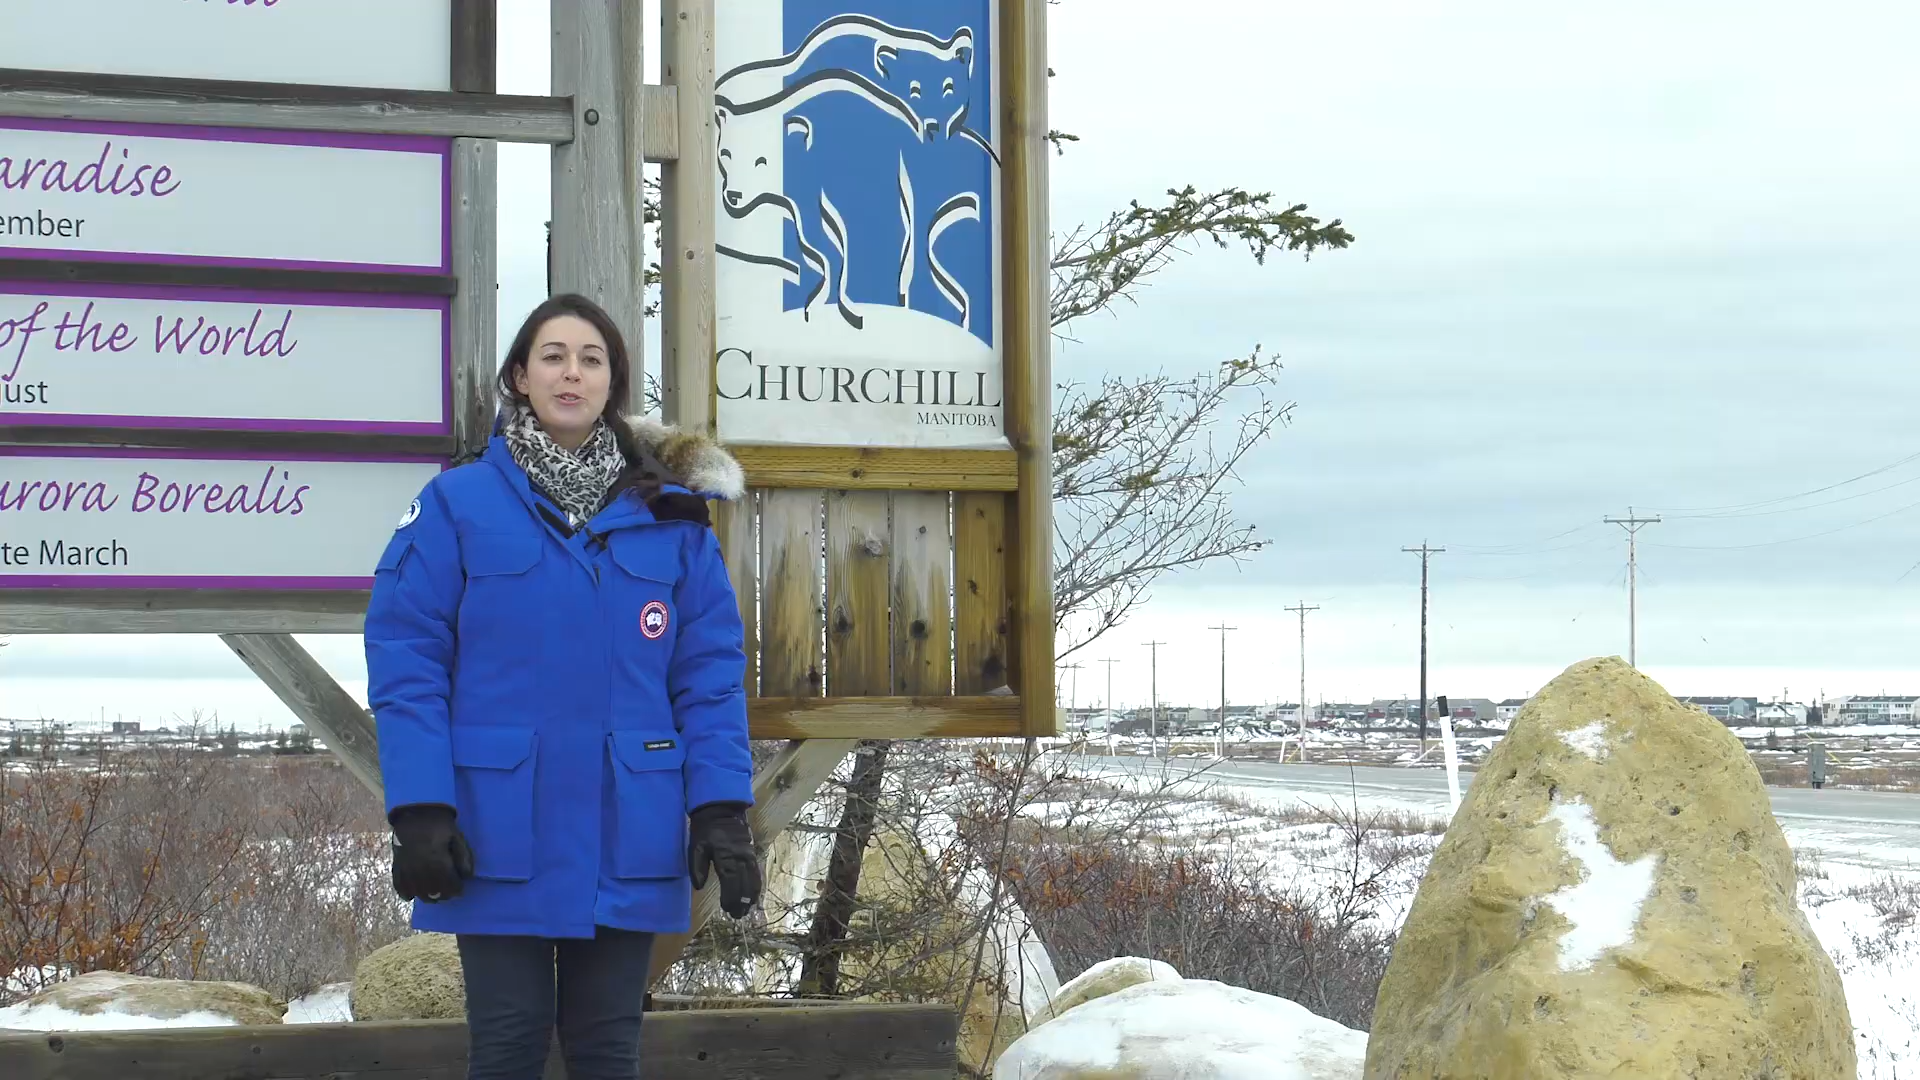 aradise
ember
of the World
ust
urora Borealis
te March
CHURCHILL
MANITOBA